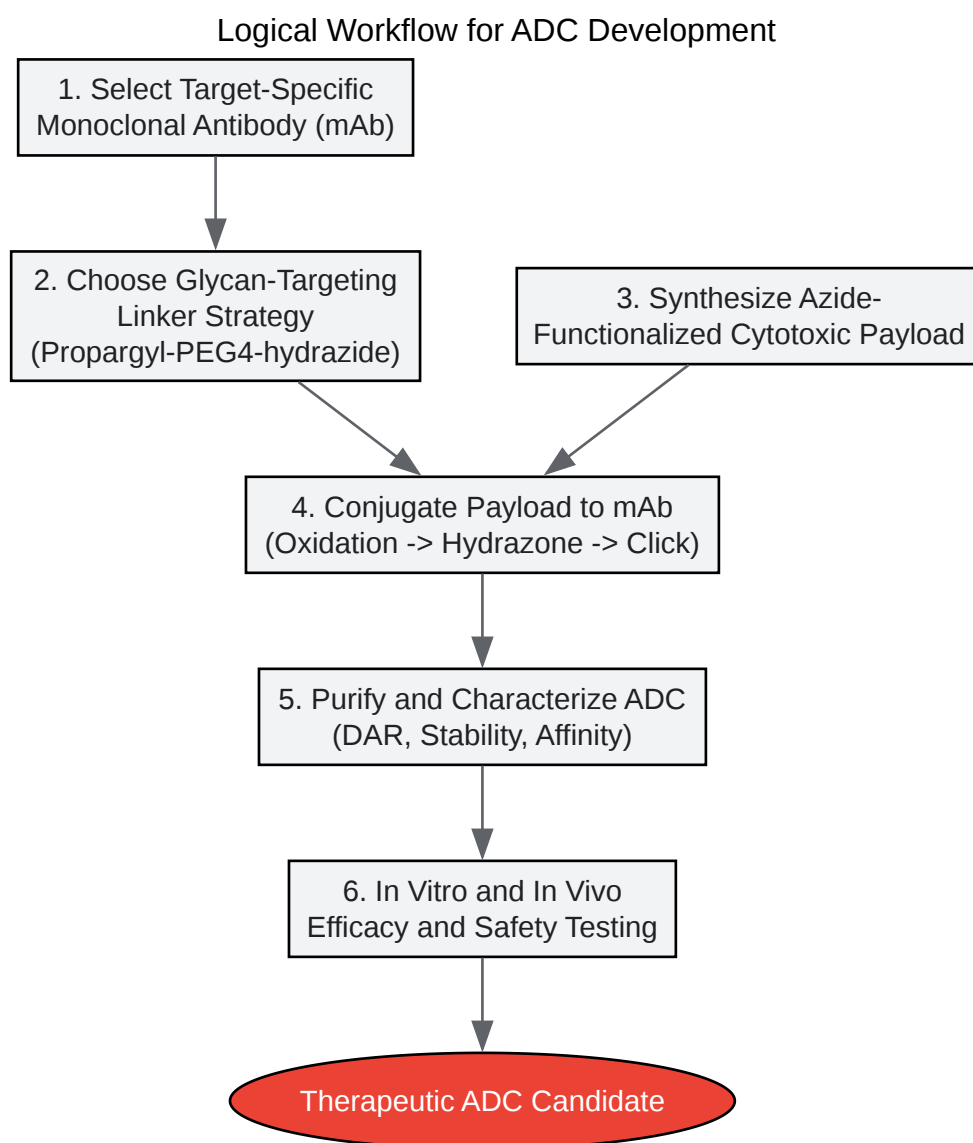 Logical Workflow for ADC Development
1. Select Target-Specific
Monoclonal Antibody (mAb)
2. Choose Glycan-Targeting
Linker Strategy
(Propargyl-PEG4-hydrazide)
3. Synthesize Azide-
Functionalized Cytotoxic Payload
4. Conjugate Payload to mAb
(Oxidation -> Hydrazone -> Click)
5. Purify and Characterize ADC
(DAR, Stability, Affinity)
6. In Vitro and In Vivo
Efficacy and Safety Testing
Therapeutic ADC Candidate